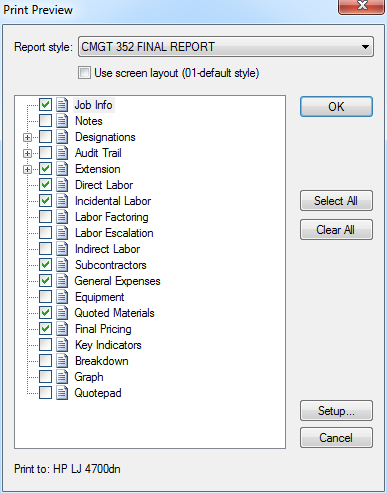 Print Preview
Report style: CMGT 352 FINAL REPORT
Use screen layout (01-default style)
Job Info
Notes
Designations
Audit Trail
Extension
Direct Labor
Incidental Labor
Labor Factoring
Labor Escalation
Indirect Labor
Subcontractors
General Expenses
Equipment
Quoted Materials
Final Pricing
Key Indicators
Breakdown
Graph
Quotepad
OK
Select All
Clear All
Setup...
Cancel
Print to: HP LJ 4700dn